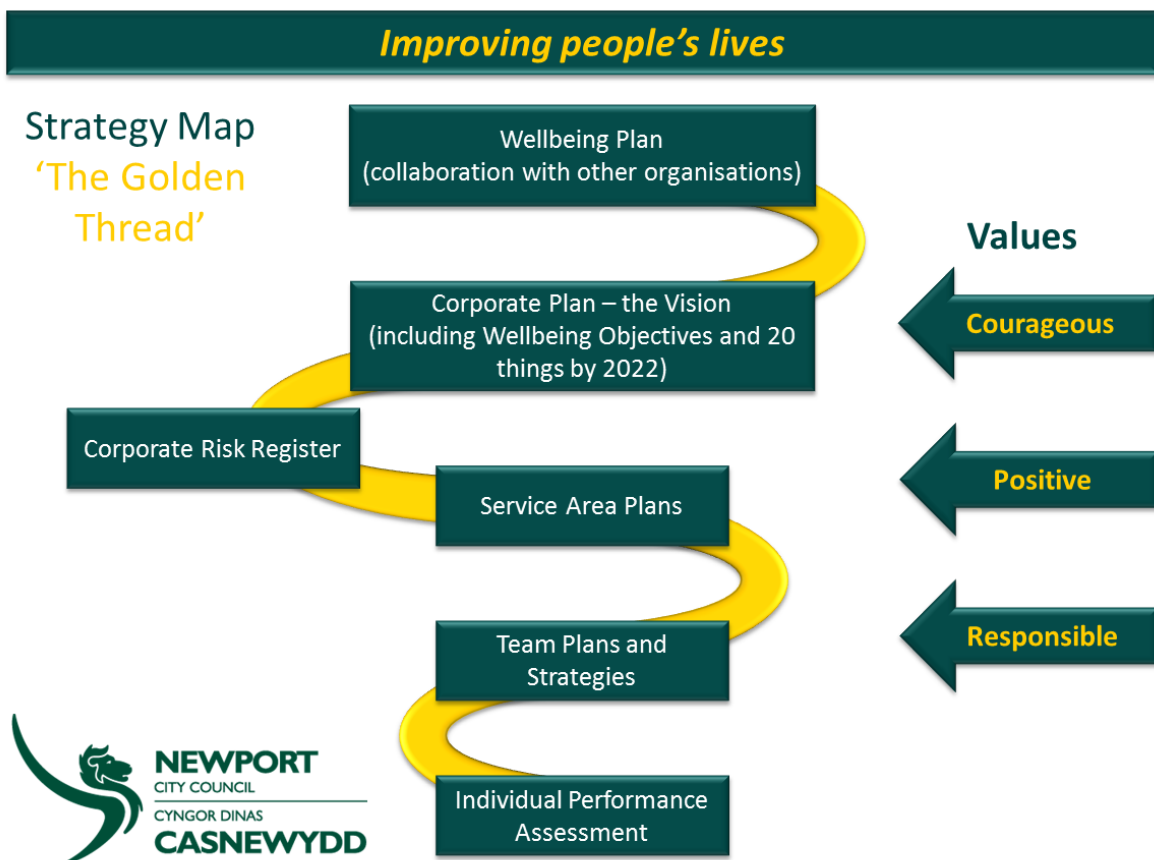 Improving people's lives
Strategy Map
‘The Golden
Thread’
Wellbeing Plan
(collaboration with other organisations)
Corporate Plan – the Vision
(including Wellbeing Objectives and 20
things by 2022)
Corporate Risk Register
Service Area Plans
Team Plans and
Strategies
Individual Performance
Assessment
Values
Courageous
Positive
Responsible
NEWPORT
CITY COUNCIL
CYNGOR DINAS
CASNEWYDD